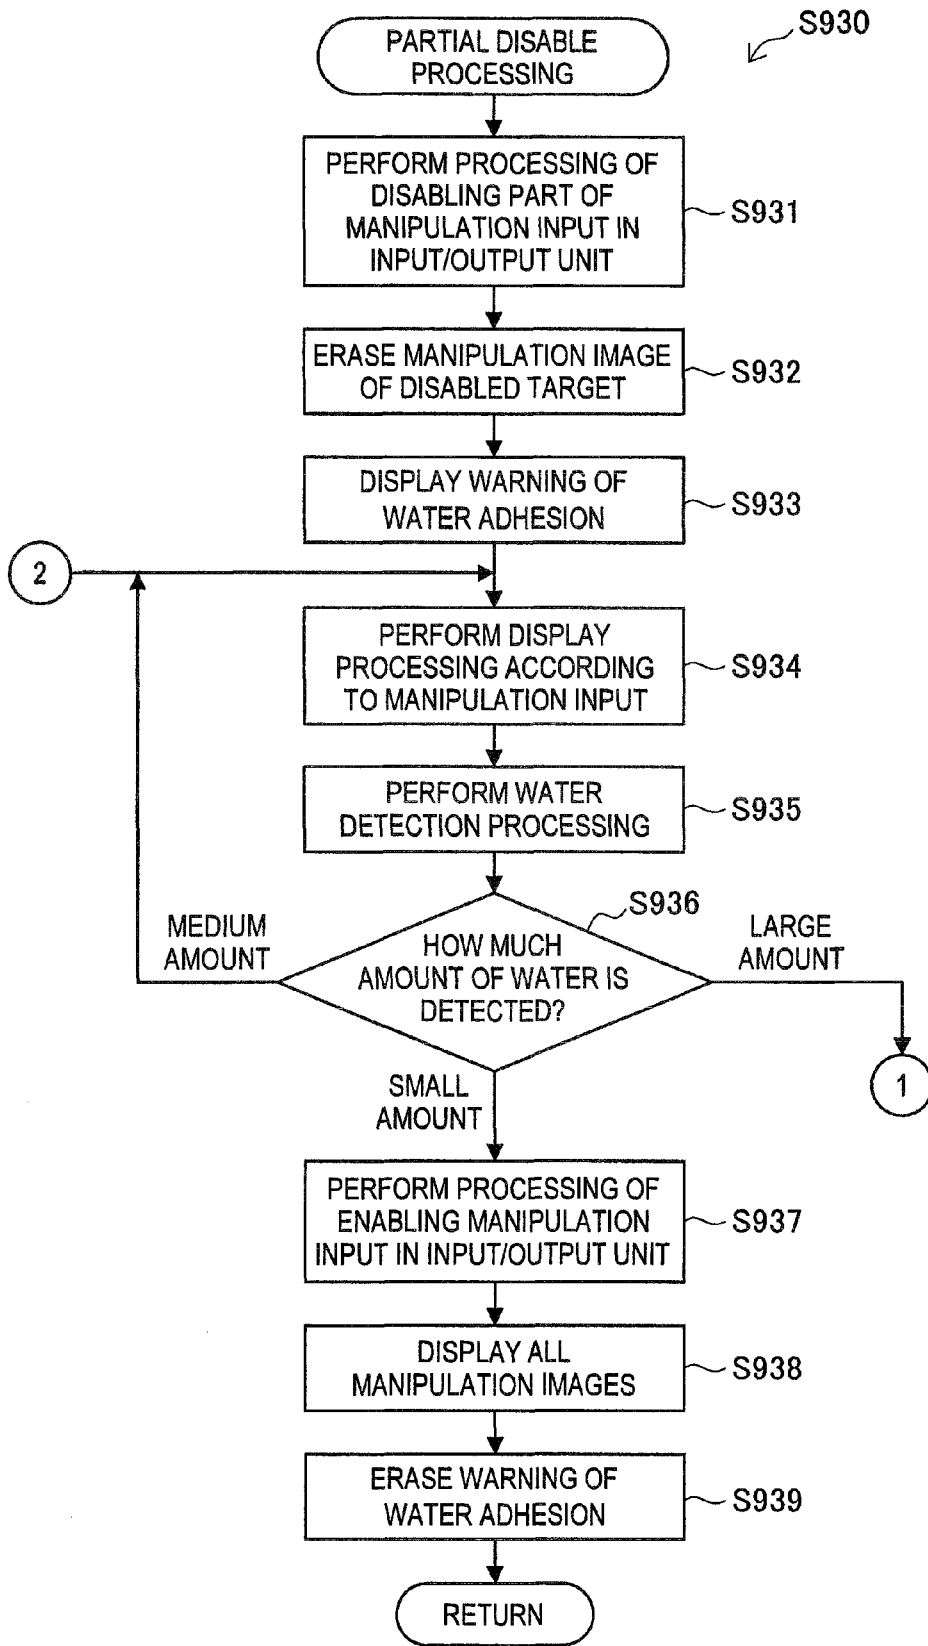 S930
PARTIAL DISABLE
PROCESSING
PERFORM PROCESSING OF
DISABLING PART OF
MANIPULATION INPUT IN
INPUT/OUTPUT UNIT
S931
ERASE MANIPULATION IMAGE
OF DISABLED TARGET
S932
DISPLAY WARNING OF
WATER ADHESION
S933
2
PERFORM DISPLAY
PROCESSING ACCORDING
TO MANIPULATION INPUT
S934
PERFORM WATER
DETECTION PROCESSING
S935
S936
MEDIUM
AMOUNT
HOW MUCH
AMOUNT OF WATER IS
DETECTED?
LARGE
AMOUNT
1
SMALL
AMOUNT
PERFORM PROCESSING OF
ENABLING MANIPULATION
INPUT IN INPUT/OUTPUT UNIT
S937
DISPLAY ALL
MANIPULATION IMAGES
S938
ERASE WARNING OF
WATER ADHESION
S939
RETURN